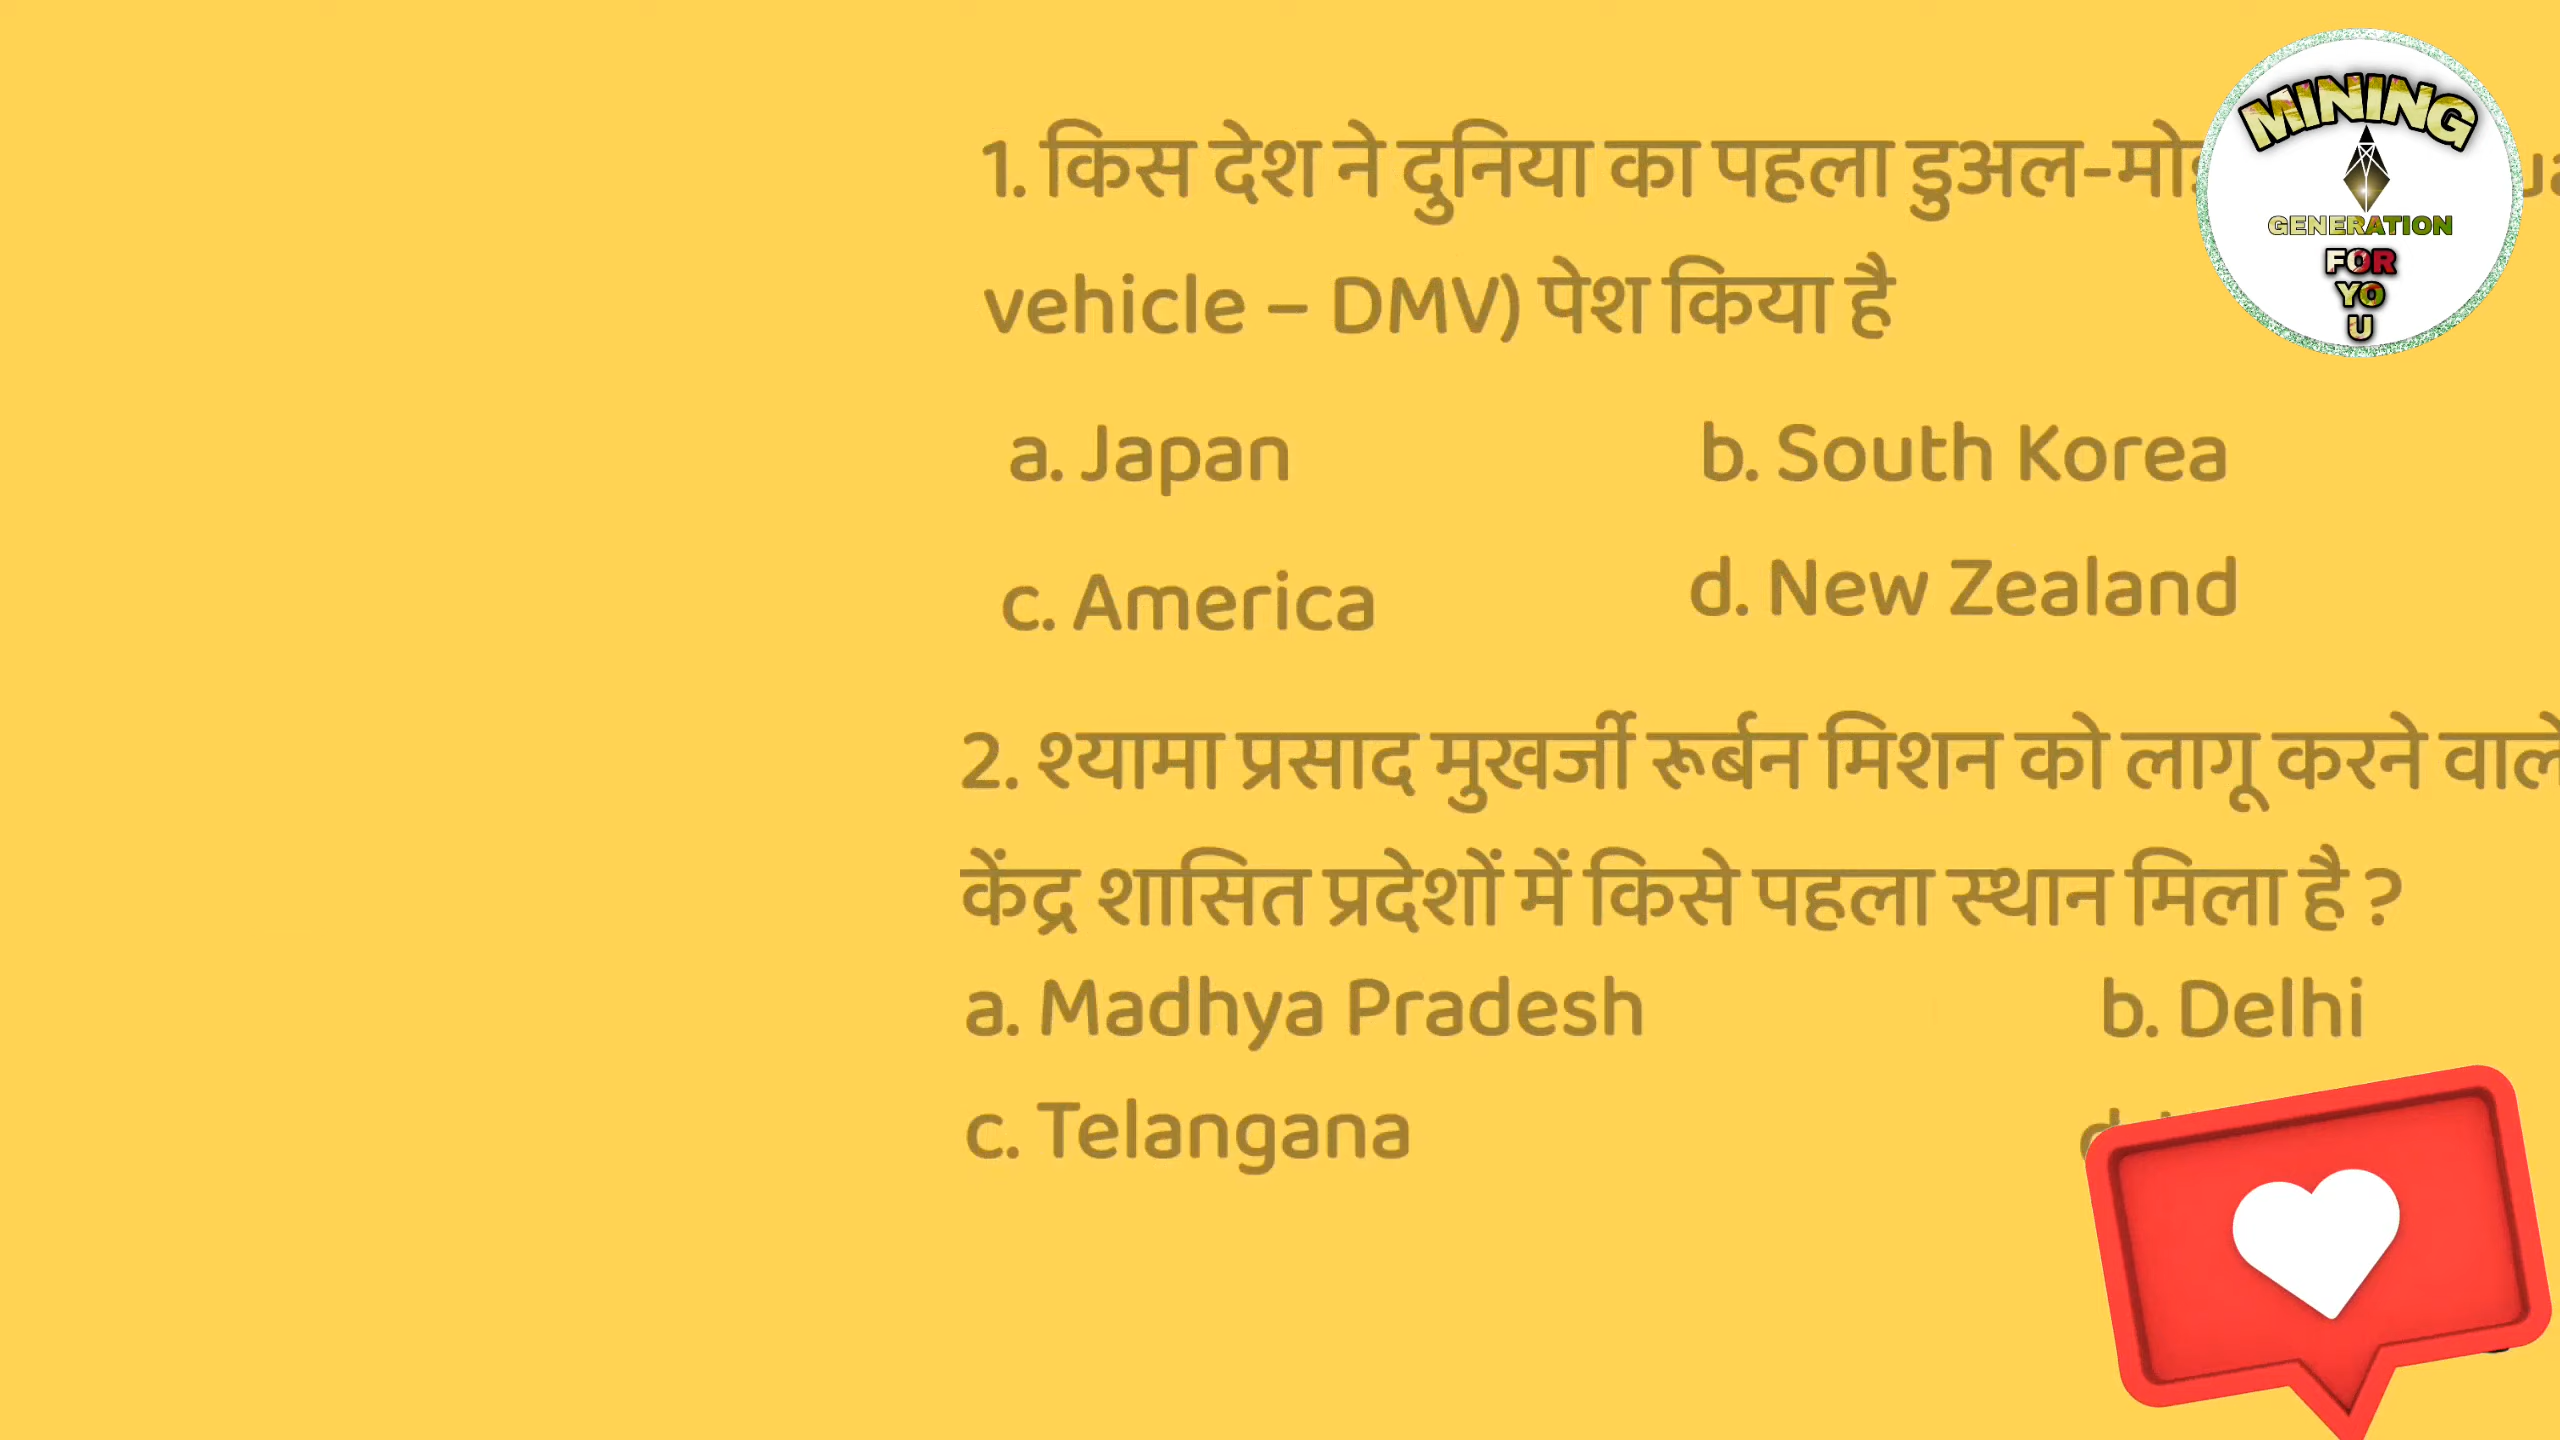 1. किस देश ने दुनिया का पहला डुअल-
vehicle – DMV) पेश किया है
a. Japan
b. South Korea
c. America
d. New Zealand
2. श्यामा प्रसाद मुखर्जी रूर्बन मिशन को लागू करने वाले
केंद्र शासित प्रदेशों में किसे पहला स्थान मिला है ?
a. Madhya Pradesh
b. Delhi
c. Telangana
MINING
GENERATION
FOR
YO
U